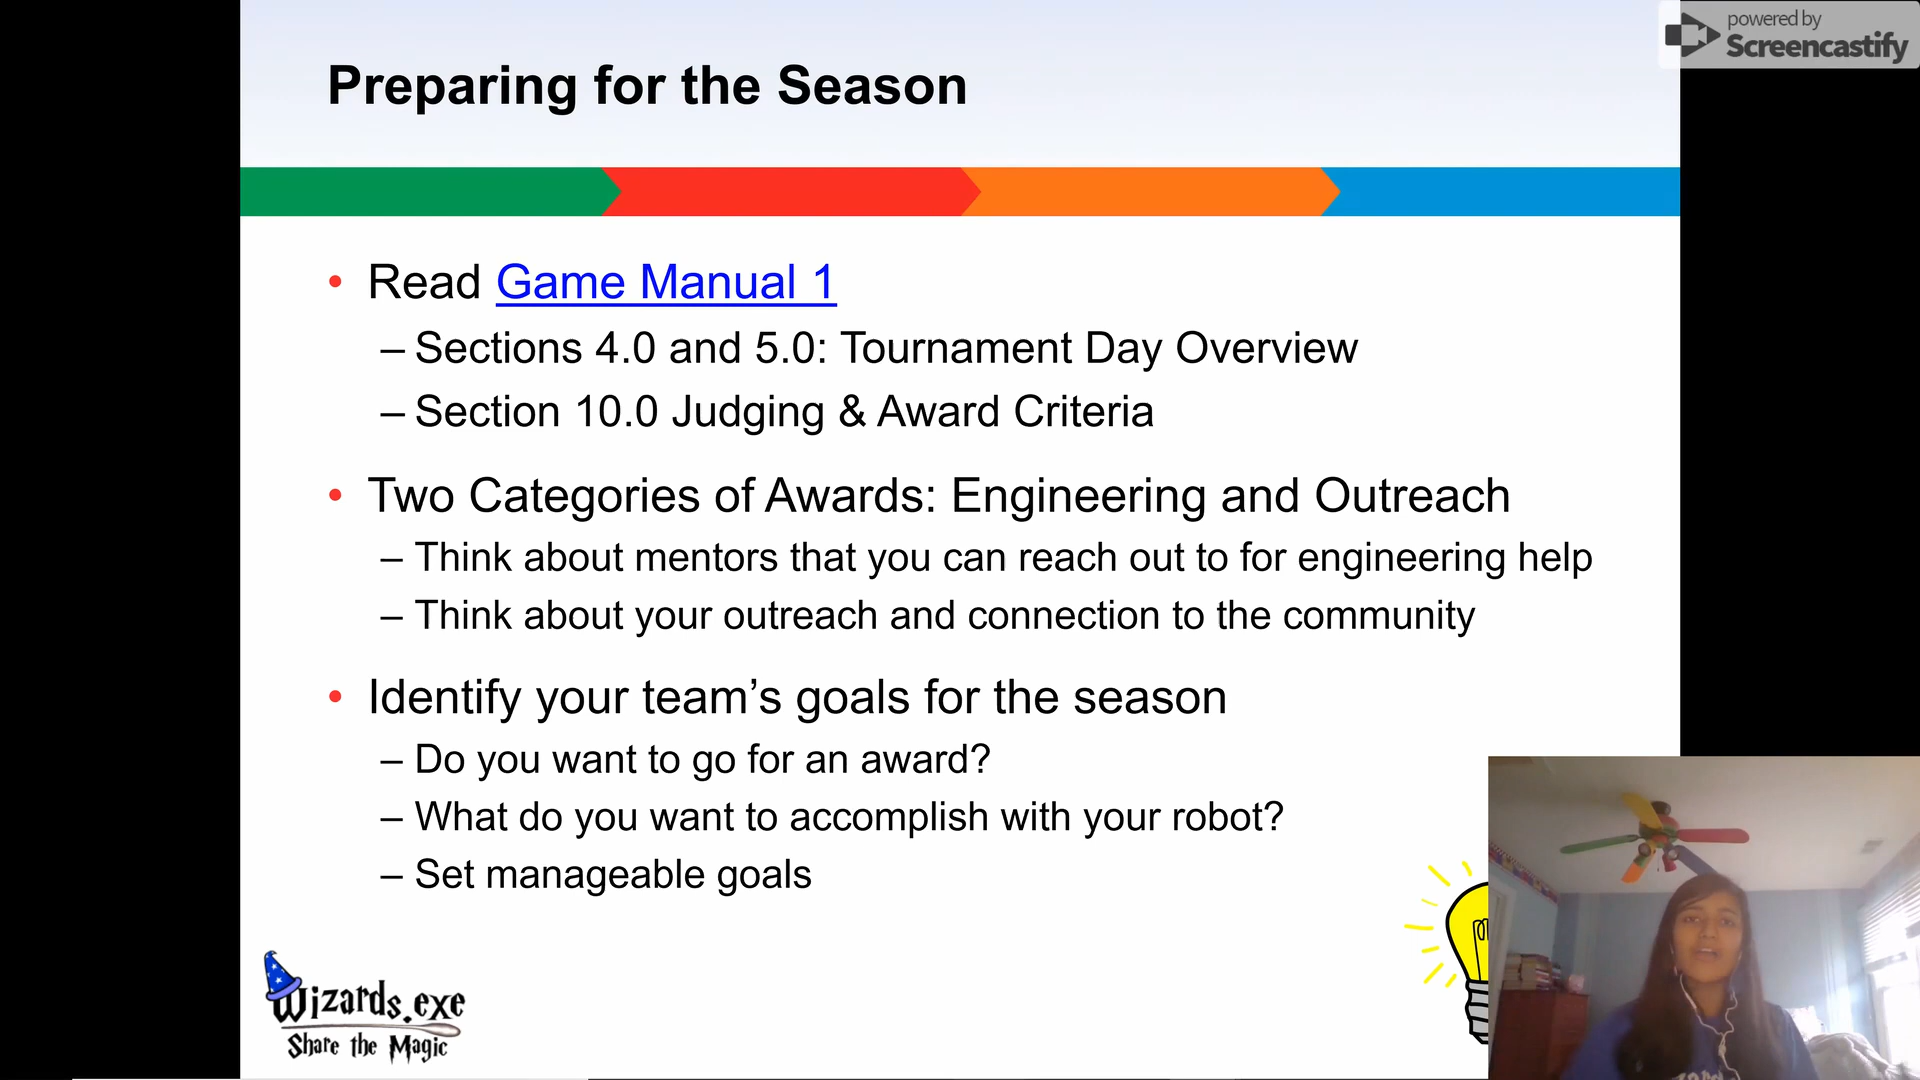 powered by
Screencastify
Preparing for the Season
• Read Game Manual 1
– Sections 4.0 and 5.0: Tournament Day Overview
– Section 10.0 Judging & Award Criteria
• Two Categories of Awards: Engineering and Outreach
– Think about mentors that you can reach out to for engineering help
– Think about your outreach and connection to the community
• Identify your team’s goals for the season
– Do you want to go for an award?
– What do you want to accomplish with your robot?
– Set manageable goals
Wizards.exe
Share the Magic